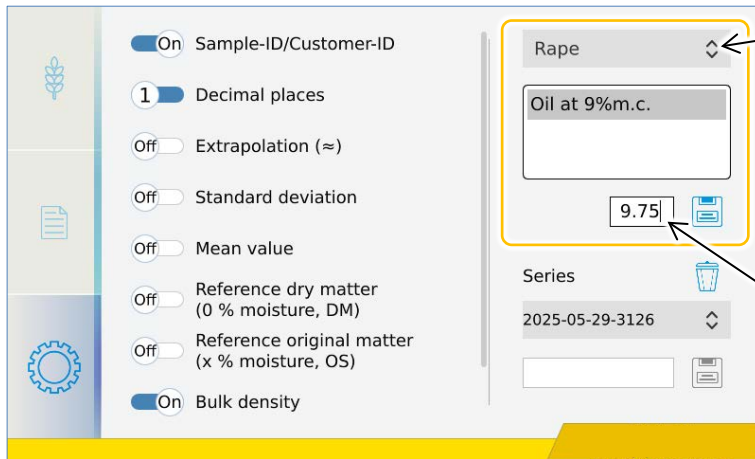 On Sample-ID/Customer-ID
1 Decimal places
Off Extrapolation (≈)
Off Standard deviation
Off Mean value
Off Reference dry matter
(0 % moisture, DM)
Off Reference original matter
(x % moisture, OS)
On Bulk density
Rape
Oil at 9%m.c.
9.75
Series
2025-05-29-3126